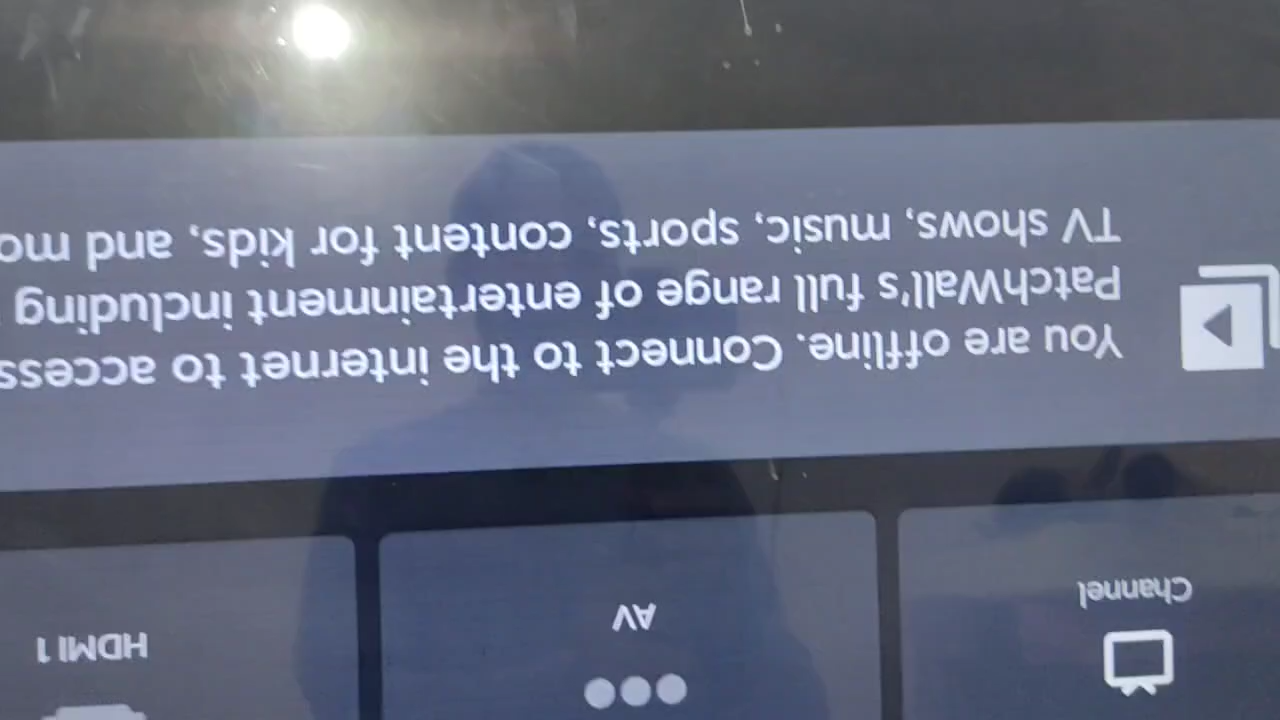 You are offline. Connect to the internet to access
PatchWall's full range of entertainment including
TV shows, music, sports, content for kids, and mo
Channel
AV
HDMI 1